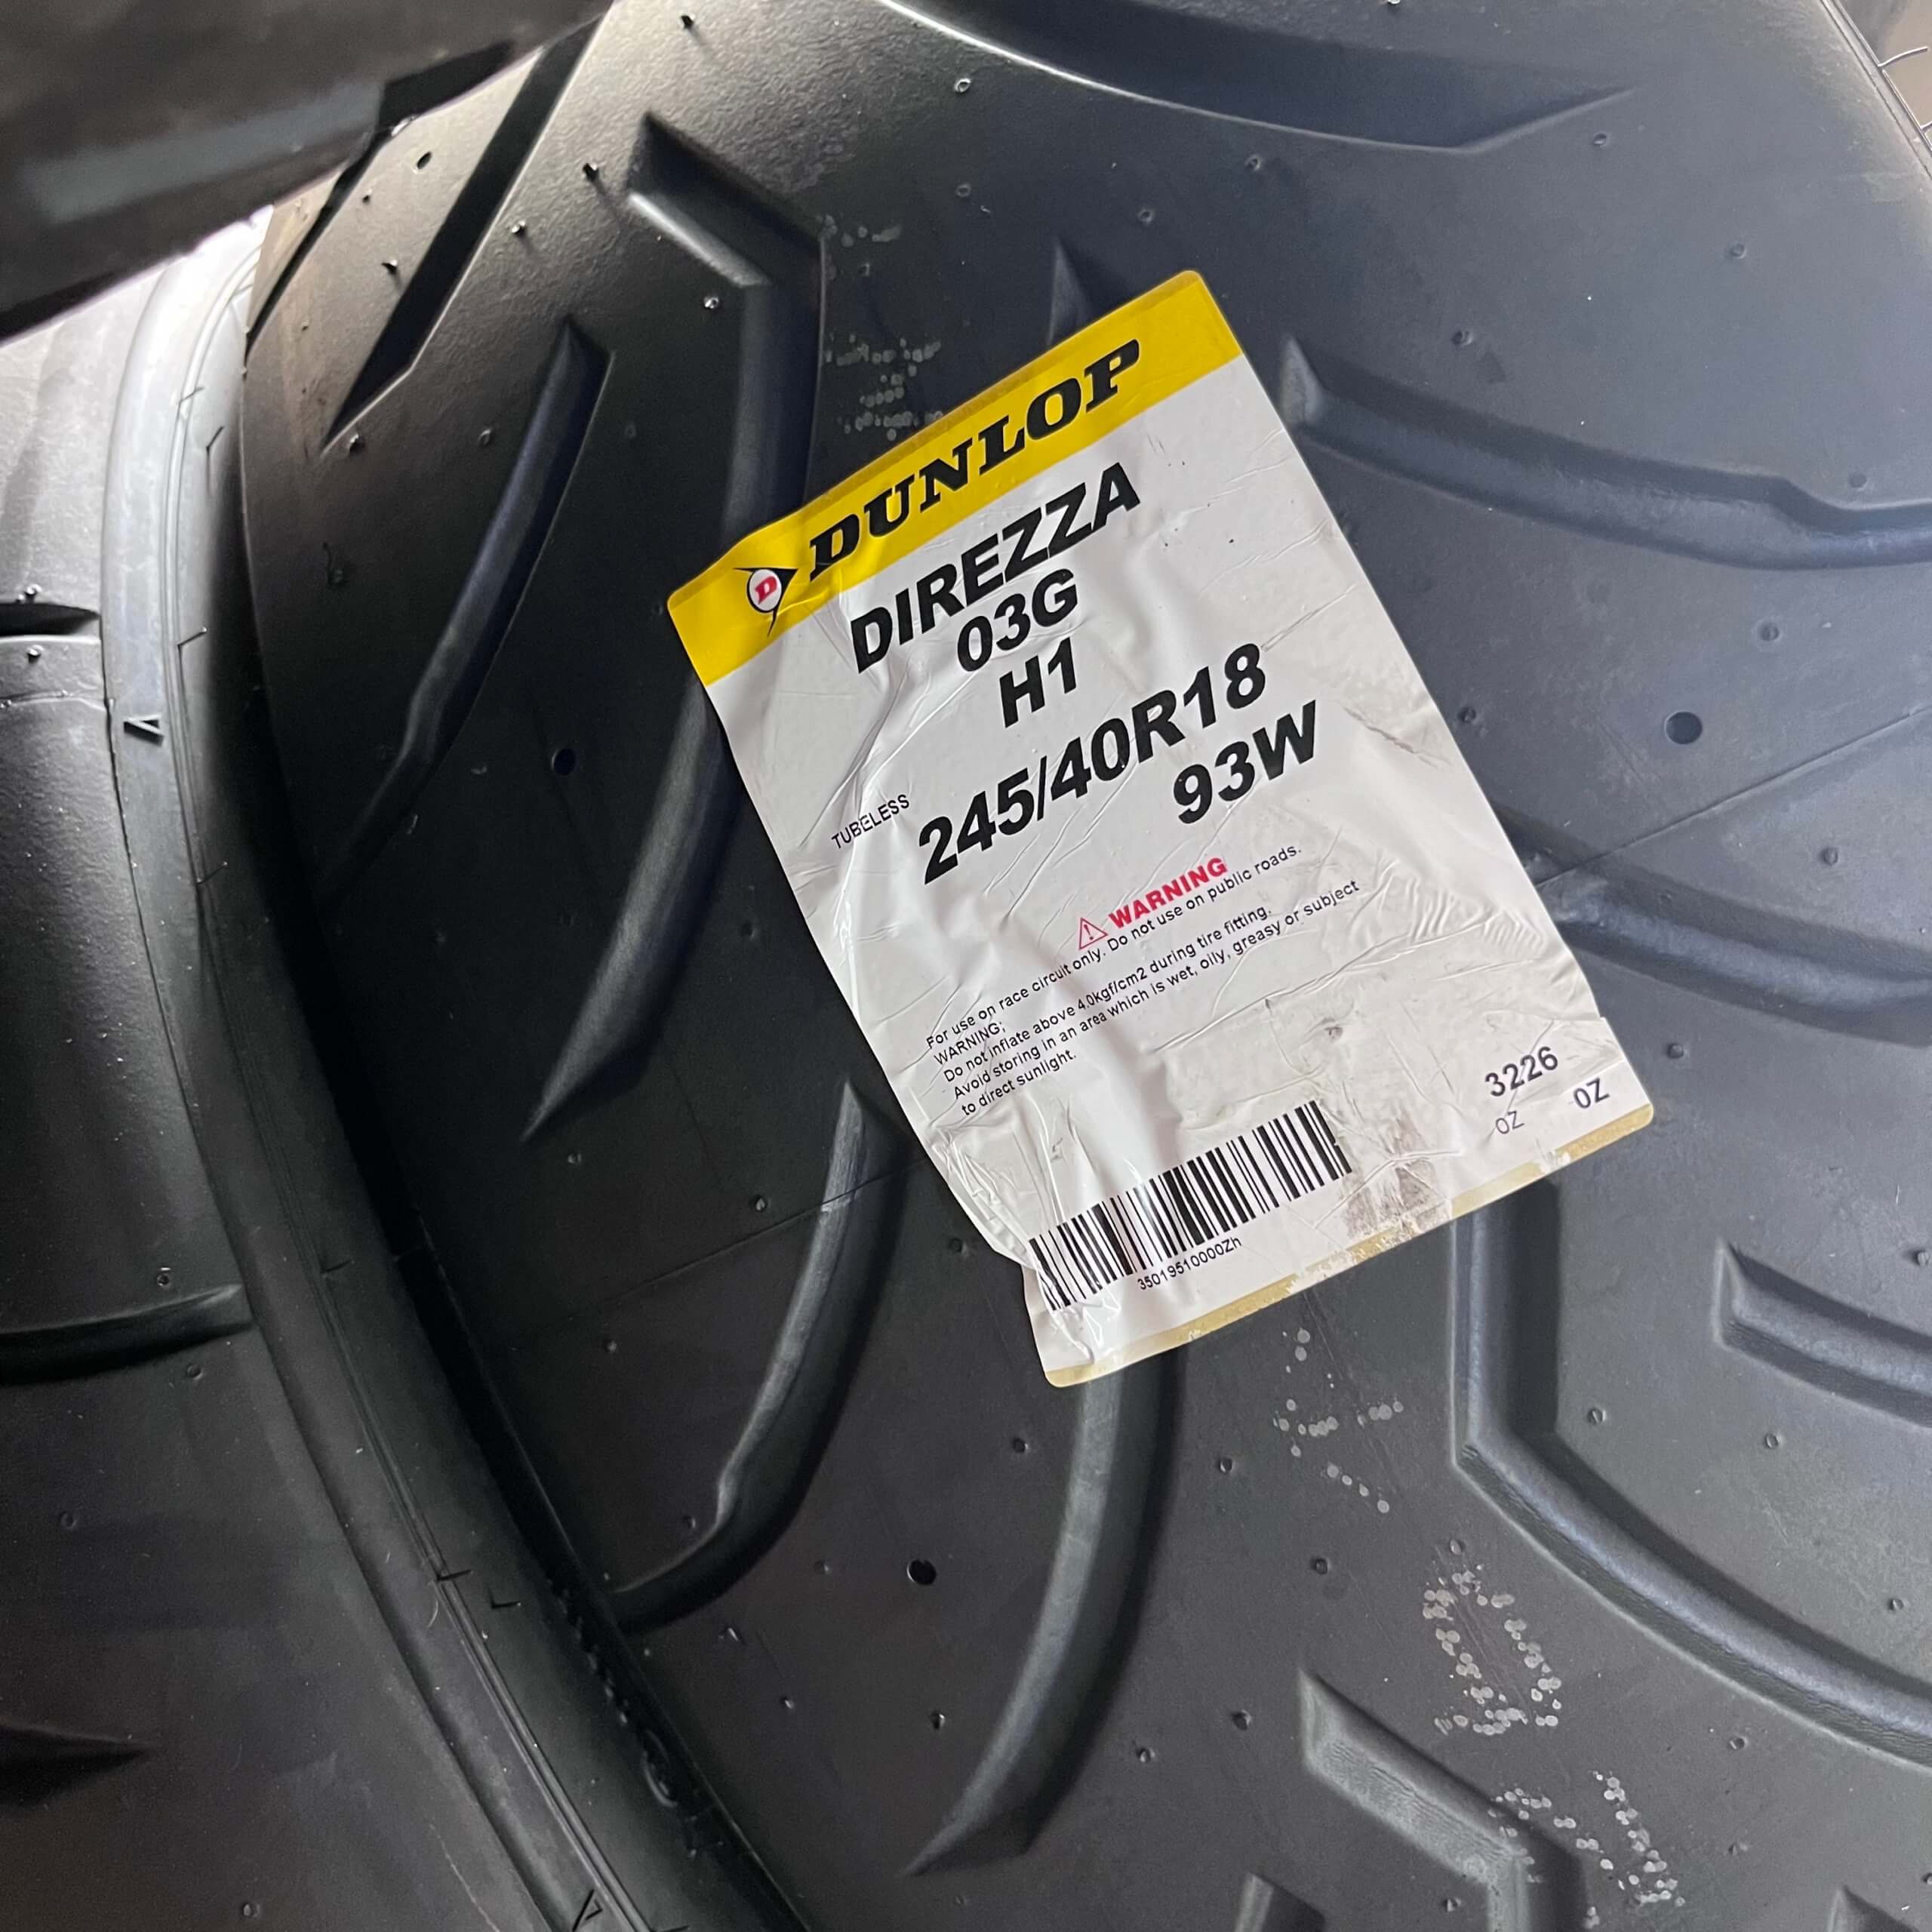 DUNLOP
DIREZZA
03G
H1
TUBELESS
245/40R18
93W
WARNING
For use on race circuit only. Do not use on public roads.
WARNING;
Do not inflate above 4.0kgf/cm2 during tire fitting.
Avoid storing in an area which is wet, oily, greasy or subject
to direct sunlight.
3226
OZ OZ
35019510000Zh